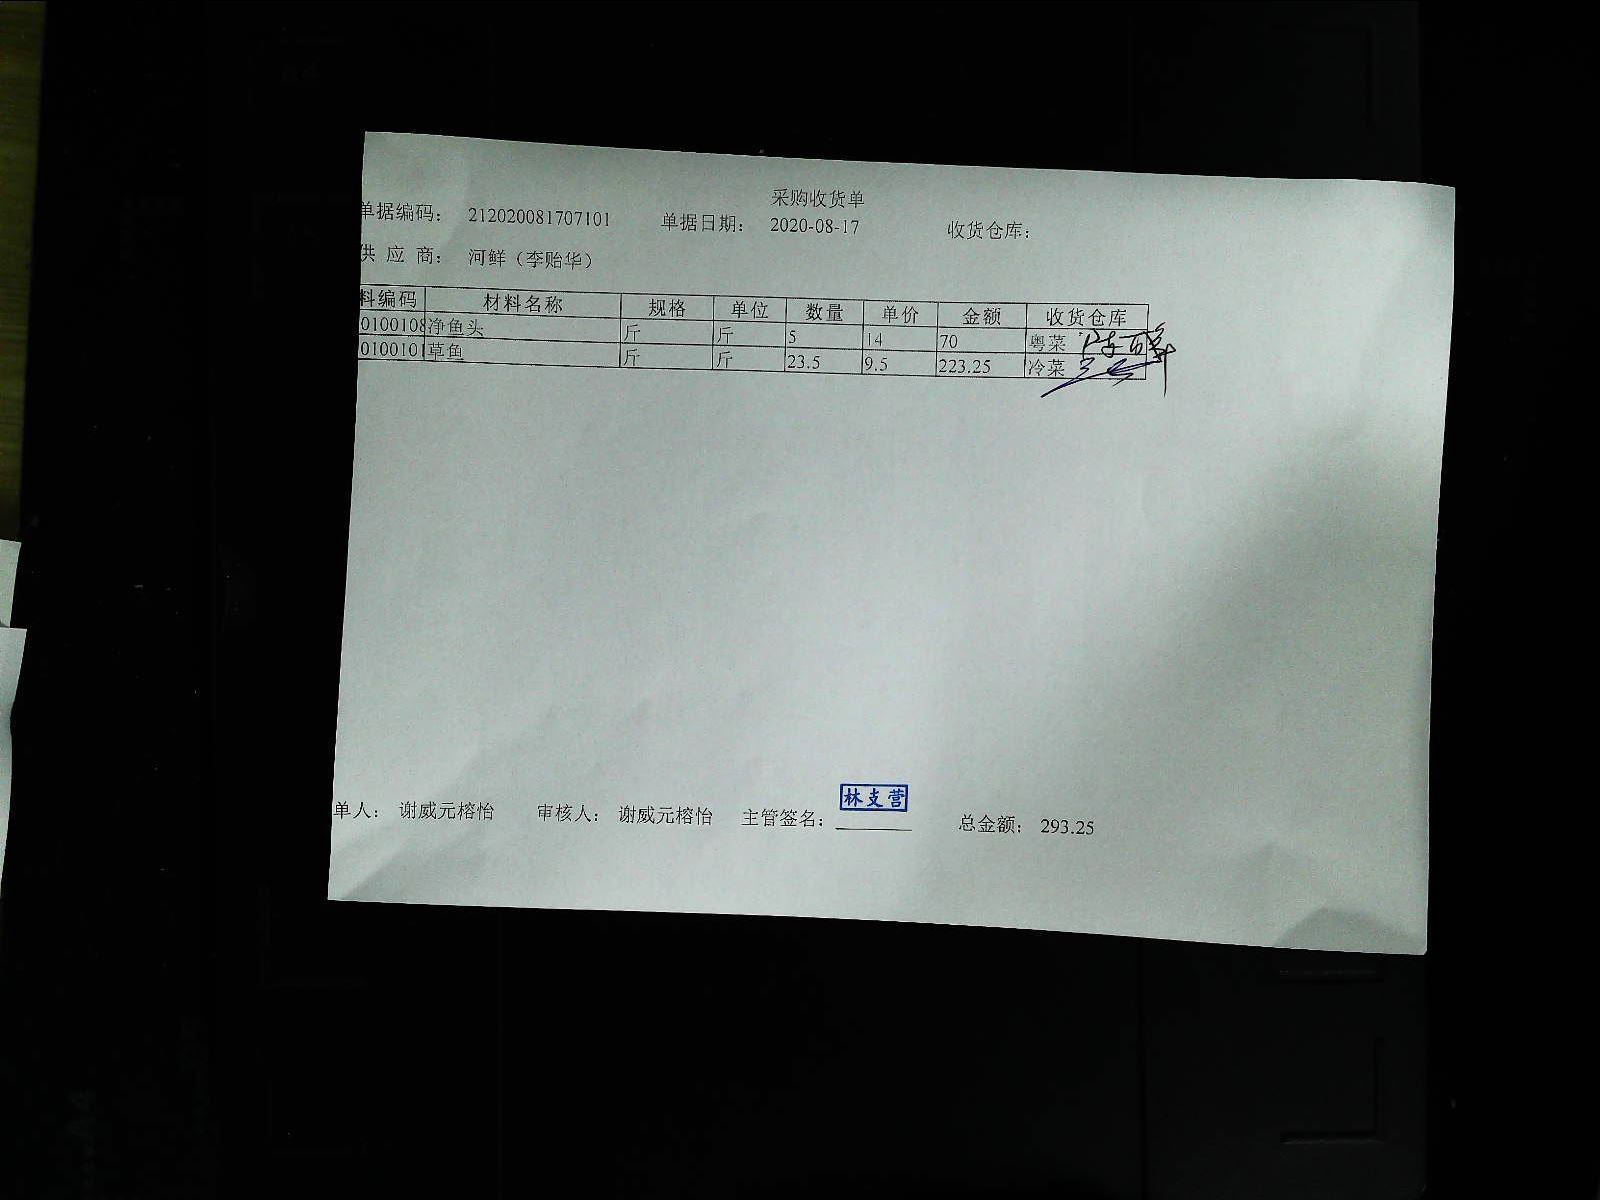 采购收货单
单据编码: 212020081707101 单据日期: 2020-08-17 收货仓库:
供 应 商: 河鲜（李贻华）
料编码 材料名称 规格 单位 数量 单价 金额 收货仓库
0100108 净鱼头 斤 斤 5 14 70 粤菜
0100101 草鱼 斤 斤 23.5 9.5 223.25 冷菜
林支营
单人: 谢威元榕怡 审核人: 谢威元榕怡 主管签名: 总金额: 293.25